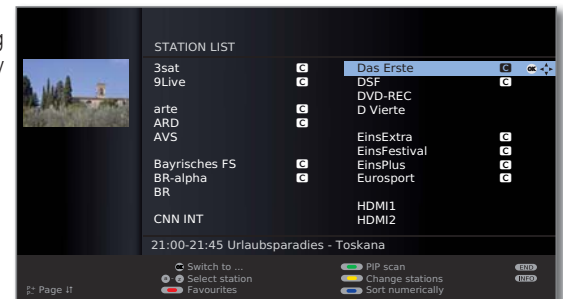 g
y
STATION LIST
3sat C
9Live C
arte C
ARD C
AVS
Bayrisches FS C
BR-alpha C
BR
CNN INT
Das Erste C OK
DSF C
DVD-REC
D Vierte
EinsExtra C
EinsFestival C
EinsPlus C
Eurosport C
HDMI1
HDMI2
21:00-21:45 Urlaubsparadies - Toskana
P+ P- Page
OK Switch to ...
Select station
Favourites
PIP scan
Change stations
Sort numerically
END
INFO